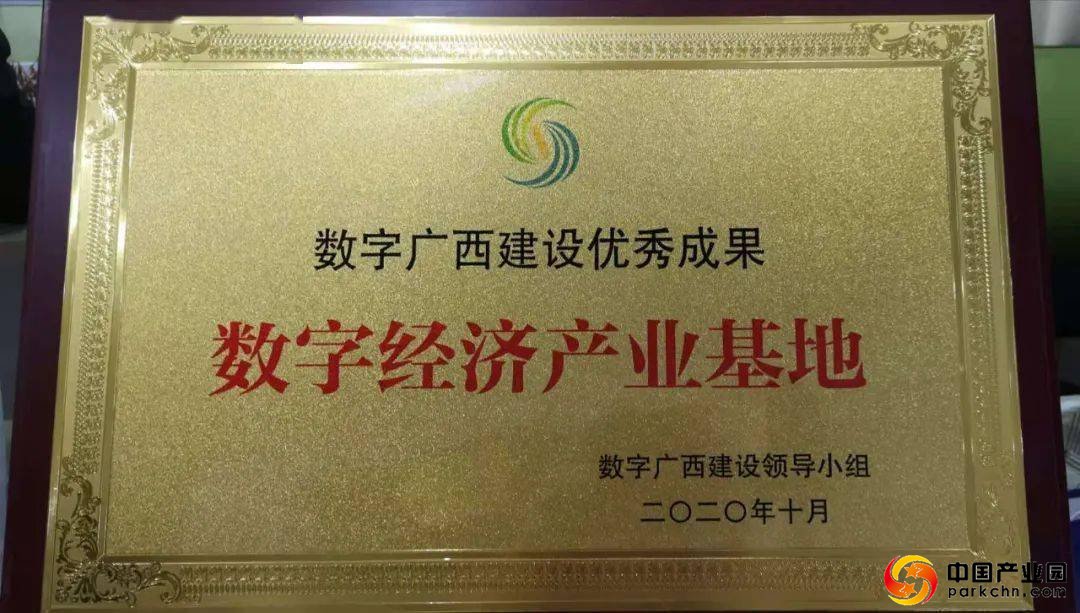 数字广西建设优秀成果
数字经济产业基地
数字广西建设领导小组
二〇二〇年十月
中国产业园
parkchn.com